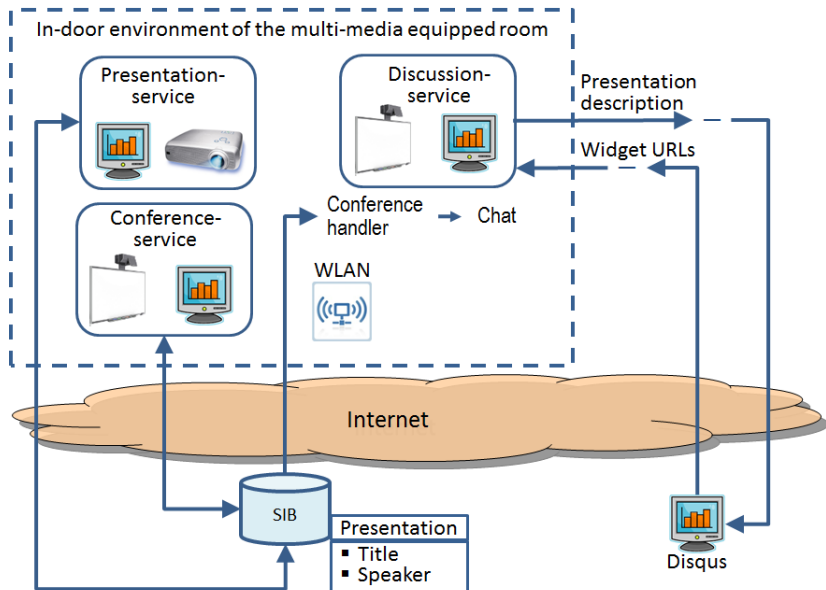 In-door environment of the multi-media equipped room
Presentation-
service
Discussion-
service
Presentation
description
Widget URLs
Conference-
service
Conference
handler
Chat
WLAN
Internet
SIB
Presentation
▪ Title
▪ Speaker
Disqus